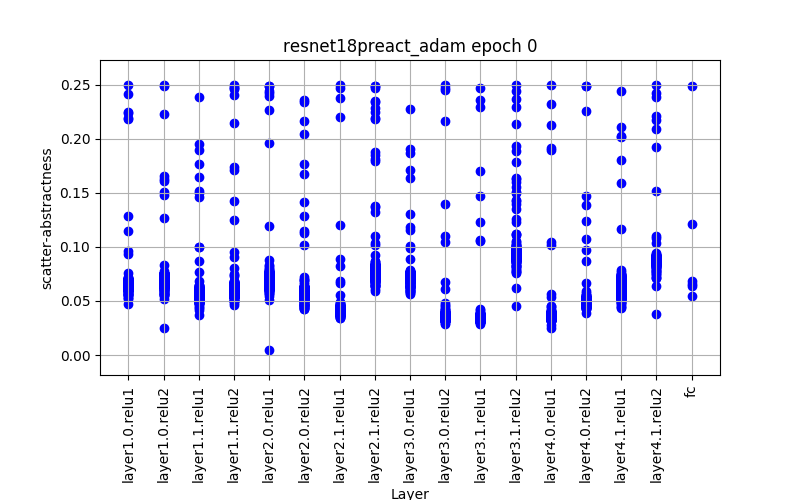 resnet18preact_adam epoch 0
scatter-abstractness
0.25
0.20
0.15
0.10
0.05
0.00
layer1.0.relu1
layer1.0.relu2
layer1.1.relu1
layer1.1.relu2
layer2.0.relu1
layer2.0.relu2
layer2.1.relu1
layer2.1.relu2
layer3.0.relu1
layer3.0.relu2
layer3.1.relu1
layer3.1.relu2
layer4.0.relu1
layer4.0.relu2
layer4.1.relu1
layer4.1.relu2
fc
Layer